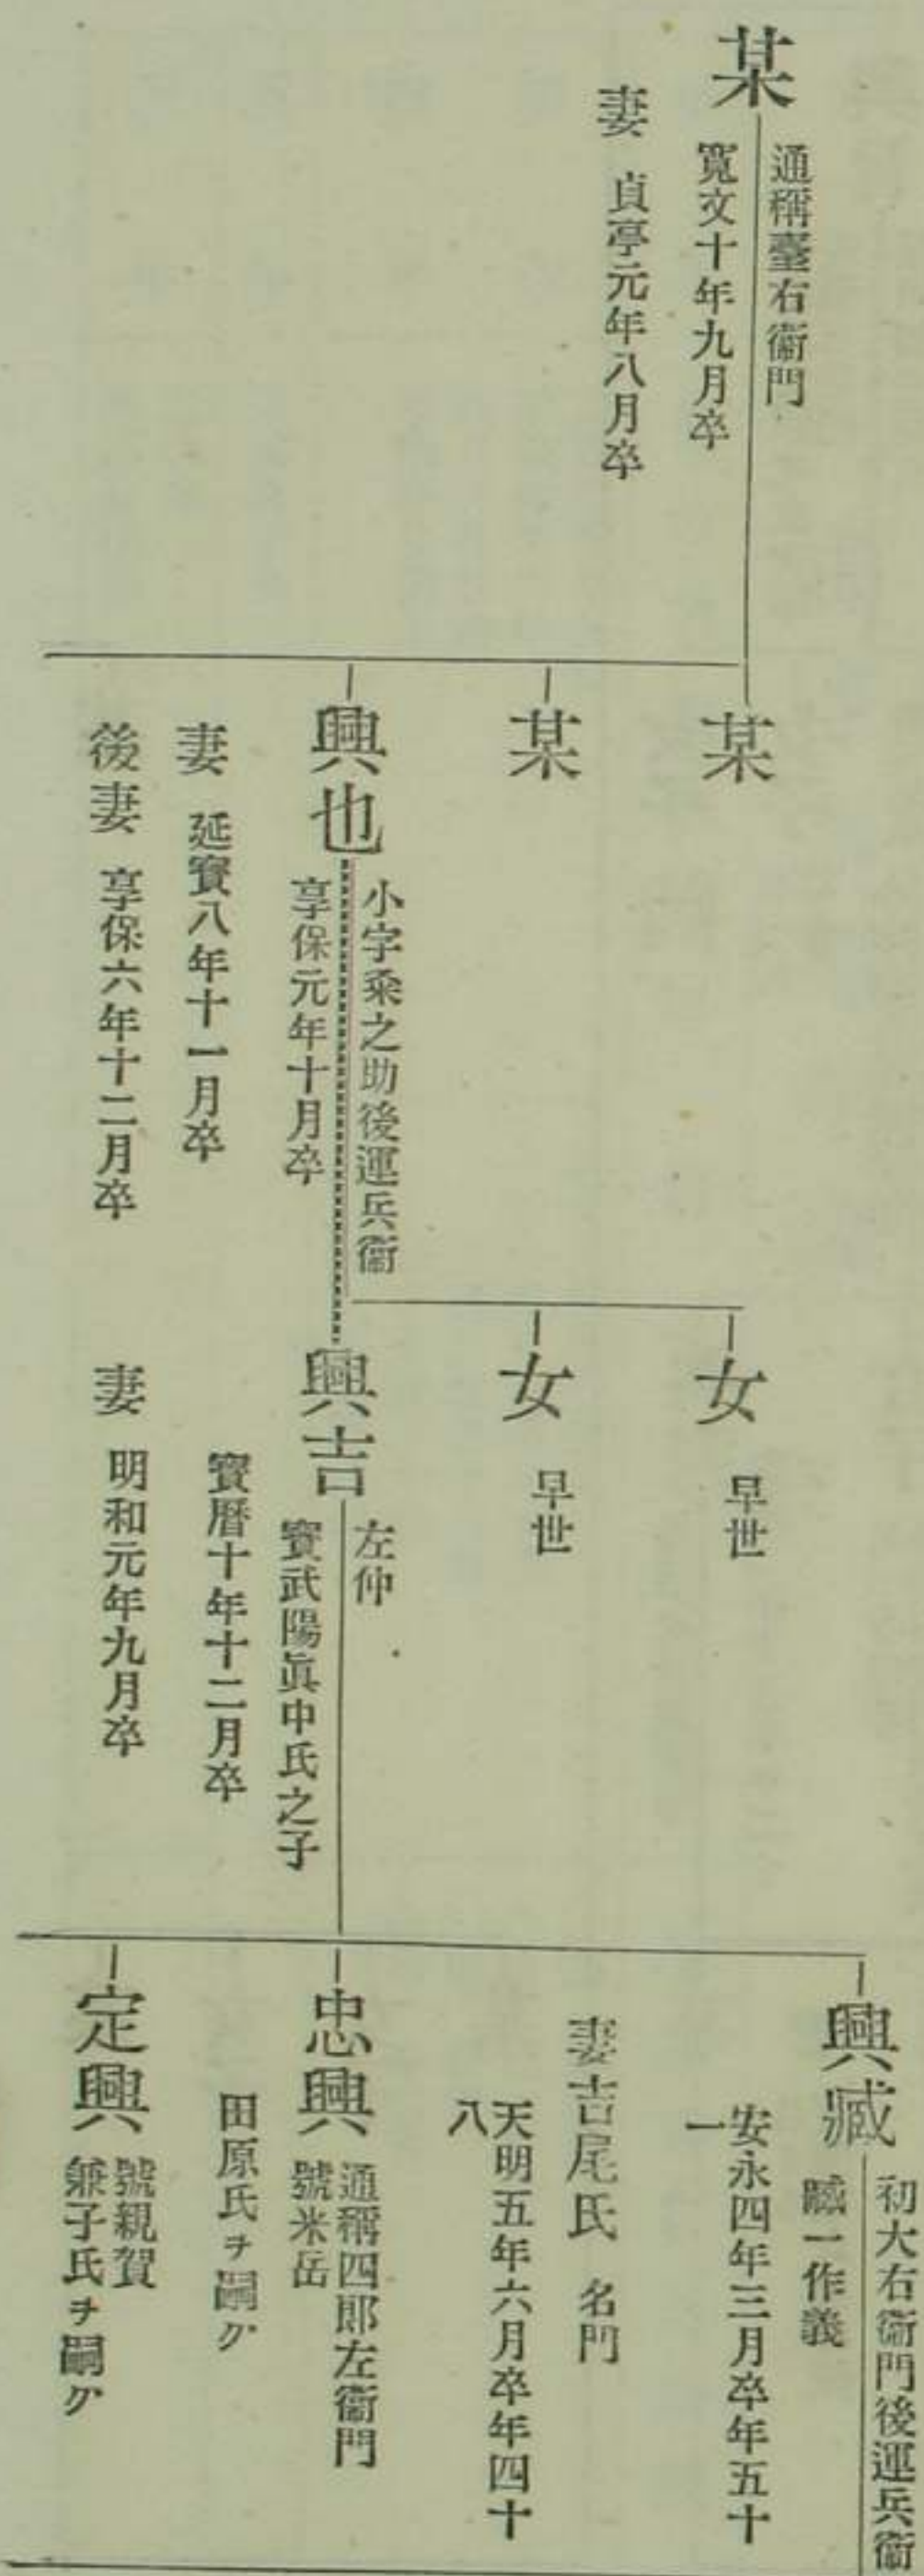 某
通稱臺右衞門
寬文十年九月卒
妻　貞享元年八月卒
某
某
興也
小字乘之助後運兵衞
享保元年十月卒
妻　延寶八年十一月卒
後妻　享保六年十二月卒
女　早世
女　早世
興吉
左仲
實武陽眞中氏之子
寶曆十年十二月卒
妻　明和元年九月卒
興臧
初大右衞門後運兵衞
臧一作義
安永四年三月卒年五十
一
妻吉尾氏　名門
天明五年六月卒年四十
八
忠興
通稱四郎左衞門
號米岳
田原氏ヲ嗣グ
定興
號親賀
兼子氏ヲ嗣グ